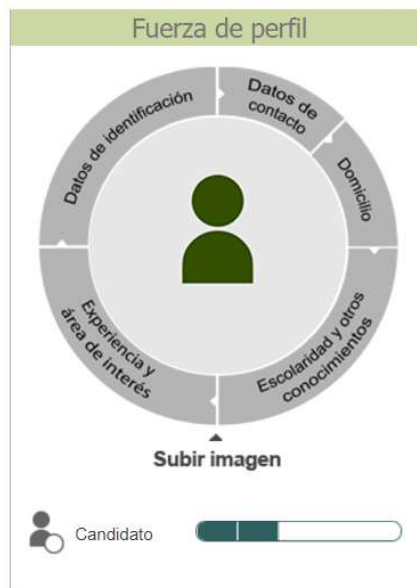 Fuerza de perfil
Datos de identificación
Datos de
contacto
Domicilio
Escolaridad y otros
conocimientos
Experiencia y
área de interés
Subir imagen
Candidato